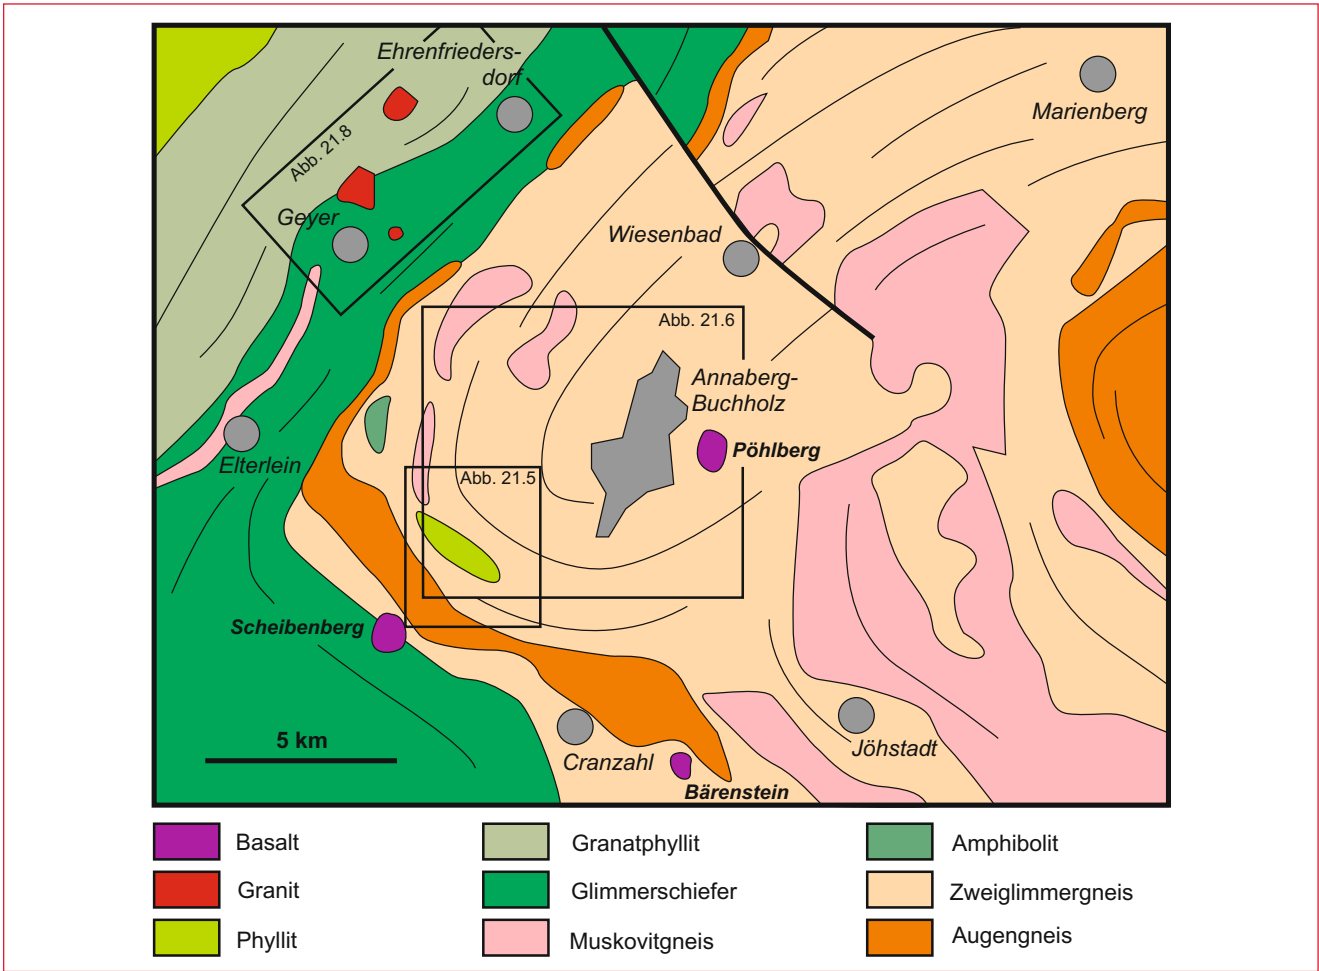 Ehrenfrieders-
dorf
Marienberg
Abb. 21.8
Geyer
Wiesenbad
Abb. 21.6
Annaberg-
Buchholz
Pöhlberg
Elterlein
Abb. 21.5
Scheibenberg
5 km
Cranzahl
Jöhstadt
Bärenstein
Basalt
Granatphyllit
Amphibolit
Granit
Glimmerschiefer
Zweiglimmergneis
Phyllit
Muskovitgneis
Augengneis